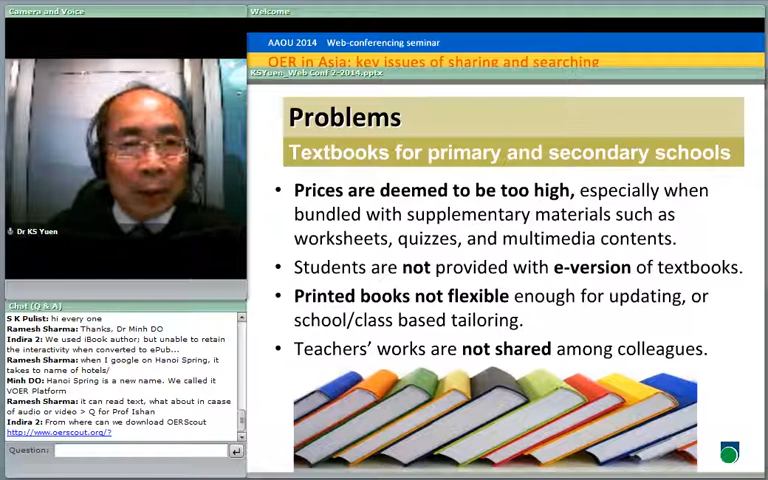 Camera and Voice
Welcome
AAOU 2014 Web-conferencing seminar
OER in Asia: key issues of sharing and searching
KSYuen_Web Conf 2-2014.pptx
Problems
Textbooks for primary and secondary schools
• Prices are deemed to be too high, especially when
bundled with supplementary materials such as
worksheets, quizzes, and multimedia contents.
• Students are not provided with e-version of textbooks.
• Printed books not flexible enough for updating, or
school/class based tailoring.
• Teachers' works are not shared among colleagues.
Dr KS Yuen
Chat (Q & A)
S K Pulist: hi every one
Ramesh Sharma: Thanks, Dr Minh DO
Indira 2: We used iBook author; but unable to retain
the interactivity when converted to ePub...
Ramesh Sharma: when I google on Hanoi Spring, it
takes to name of hotels/
Minh DO: Hanoi Spring is a new name. We called it
VOER Platform
Ramesh Sharma: it can read text, what about in caase
of audio or video > Q for Prof Ishan
Indira 2: From where can we download OERScout
http://www.oerscout.org/?
Question: